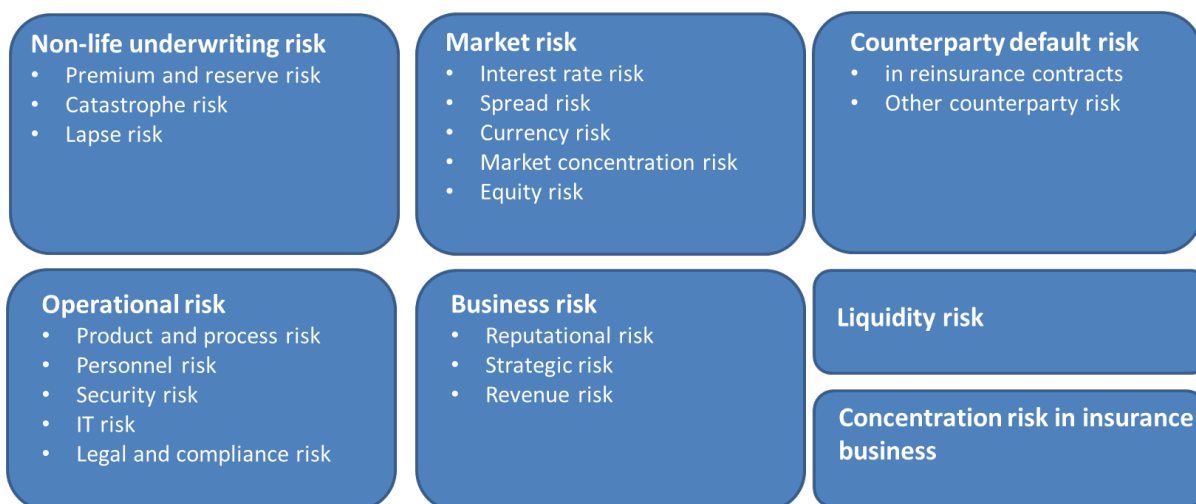 Non-life underwriting risk
• Premium and reserve risk
• Catastrophe risk
• Lapse risk
Market risk
• Interest rate risk
• Spread risk
• Currency risk
• Market concentration risk
• Equity risk
Counterparty default risk
• in reinsurance contracts
• Other counterparty risk
Operational risk
• Product and process risk
• Personnel risk
• Security risk
• IT risk
• Legal and compliance risk
Business risk
• Reputational risk
• Strategic risk
• Revenue risk
Liquidity risk
Concentration risk in insurance
business